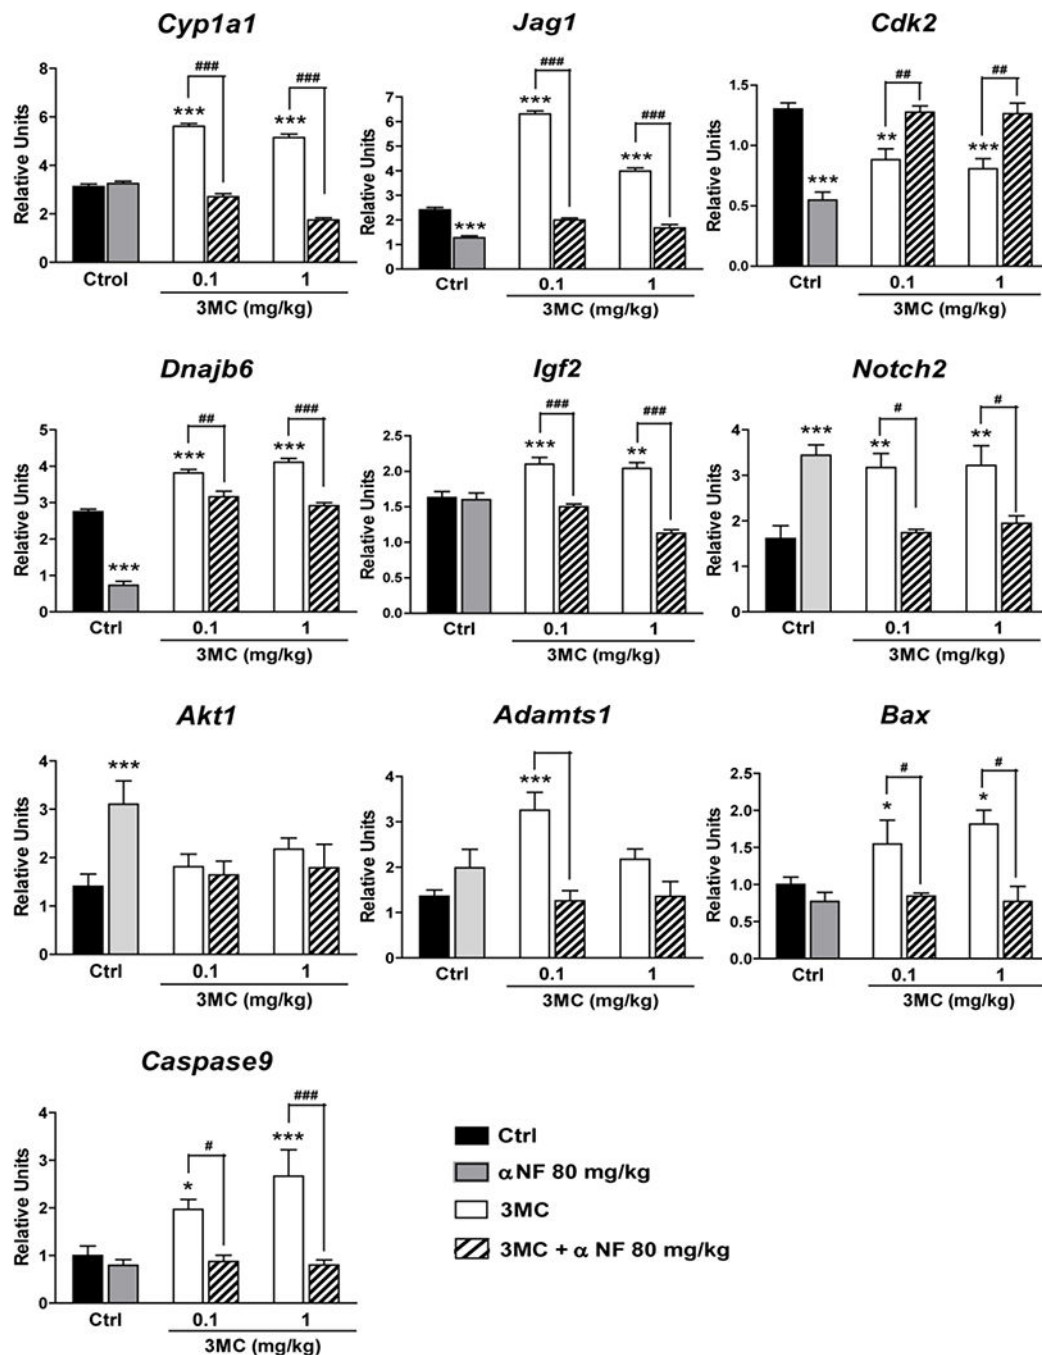 Cyp1a1
Relative Units
8
6
4
2
0
***
###
***
###
Ctrol
0.1
1
3MC (mg/kg)
Jag1
Relative Units
7
6
5
4
3
2
1
0
***
***
###
***
###
Ctrl
0.1
1
3MC (mg/kg)
Cdk2
Relative Units
1.5
1.0
0.5
0.0
***
**
##
***
##
Ctrl
0.1
1
3MC (mg/kg)
Dnajb6
Relative Units
5
4
3
2
1
0
***
***
##
***
###
Ctrl
0.1
1
3MC (mg/kg)
Igf2
Relative Units
2.5
2.0
1.5
1.0
0.5
0.0
***
###
**
###
Ctrl
0.1
1
3MC (mg/kg)
Notch2
Relative Units
4
3
2
1
0
***
**
#
**
#
Ctrl
0.1
1
3MC (mg/kg)
Akt1
Relative Units
4
3
2
1
0
***
Ctrl
0.1
1
3MC (mg/kg)
Adamts1
Relative Units
4
3
2
1
0
***
Ctrl
0.1
1
3MC (mg/kg)
Bax
Relative Units
2.5
2.0
1.5
1.0
0.5
0.0
*
#
*
#
Ctrl
0.1
1
3MC (mg/kg)
Caspase9
Relative Units
4
3
2
1
0
*
#
***
###
Ctrl
0.1
1
3MC (mg/kg)
Ctrl
αNF 80 mg/kg
3MC
3MC + α NF 80 mg/kg